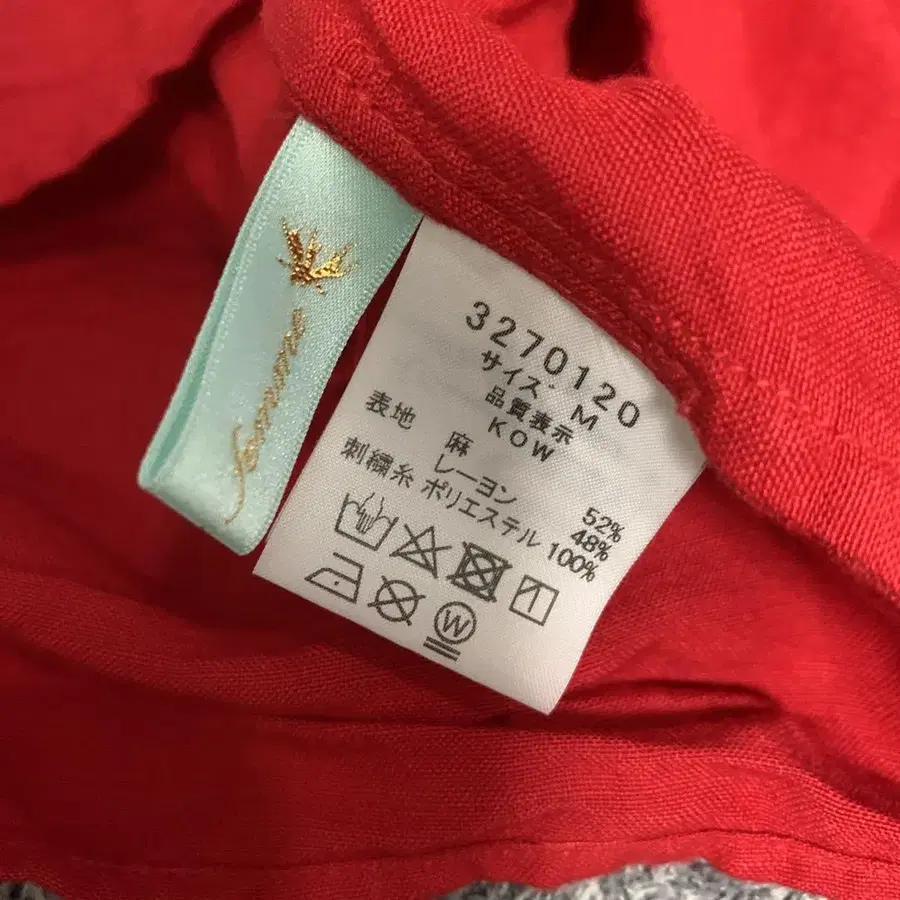 3270120
サイズ：M
品質表示
KOW
表地 麻 52%
レーヨン 48%
刺繍糸 ポリエステル 100%
W